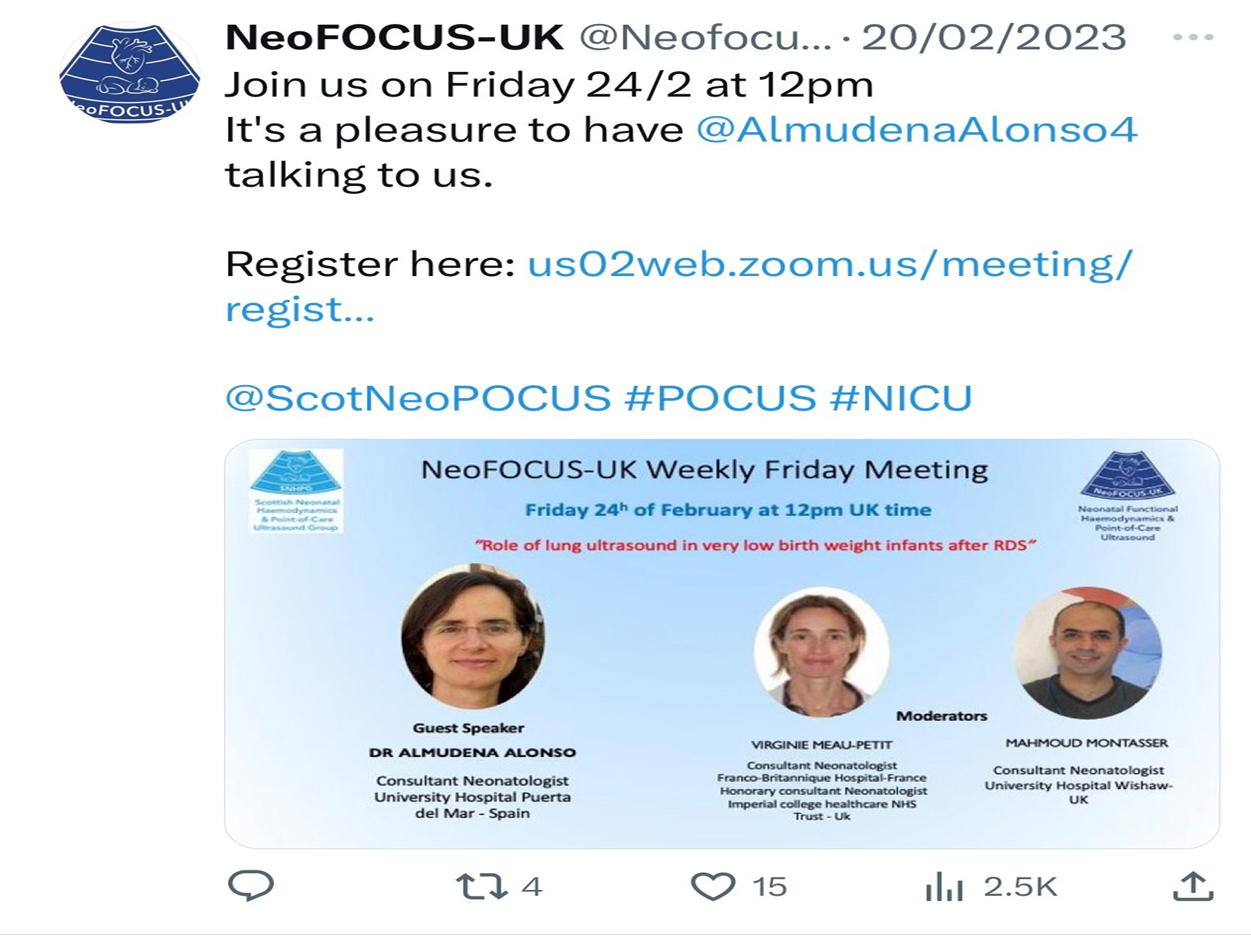 NeoFOCUS-UK @Neofocu... · 20/02/2023
Join us on Friday 24/2 at 12pm
It's a pleasure to have @AlmudenaAlonso4
talking to us.
Register here: us02web.zoom.us/meeting/
regist...
@ScotNeoPOCUS #POCUS #NICU
NeoFOCUS-UK Weekly Friday Meeting
Friday 24ʰ of February at 12pm UK time
"Role of lung ultrasound in very low birth weight infants after RDS"
SNHPG
Scottish Neonatal
Haemodynamics
& Point-of-Care
Ultrasound Group
NeoFOCUS-UK
Neonatal Functional
Haemodynamics &
Point-of-Care
Ultrasound
Guest Speaker
DR ALMUDENA ALONSO
Consultant Neonatologist
University Hospital Puerta
del Mar - Spain
Moderators
VIRGINIE MEAU-PETIT
Consultant Neonatologist
Franco-Britannique Hospital-France
Honorary consultant Neonatologist
Imperial college healthcare NHS
Trust - Uk
MAHMOUD MONTASSER
Consultant Neonatologist
University Hospital Wishaw-
UK
4
15
2.5K